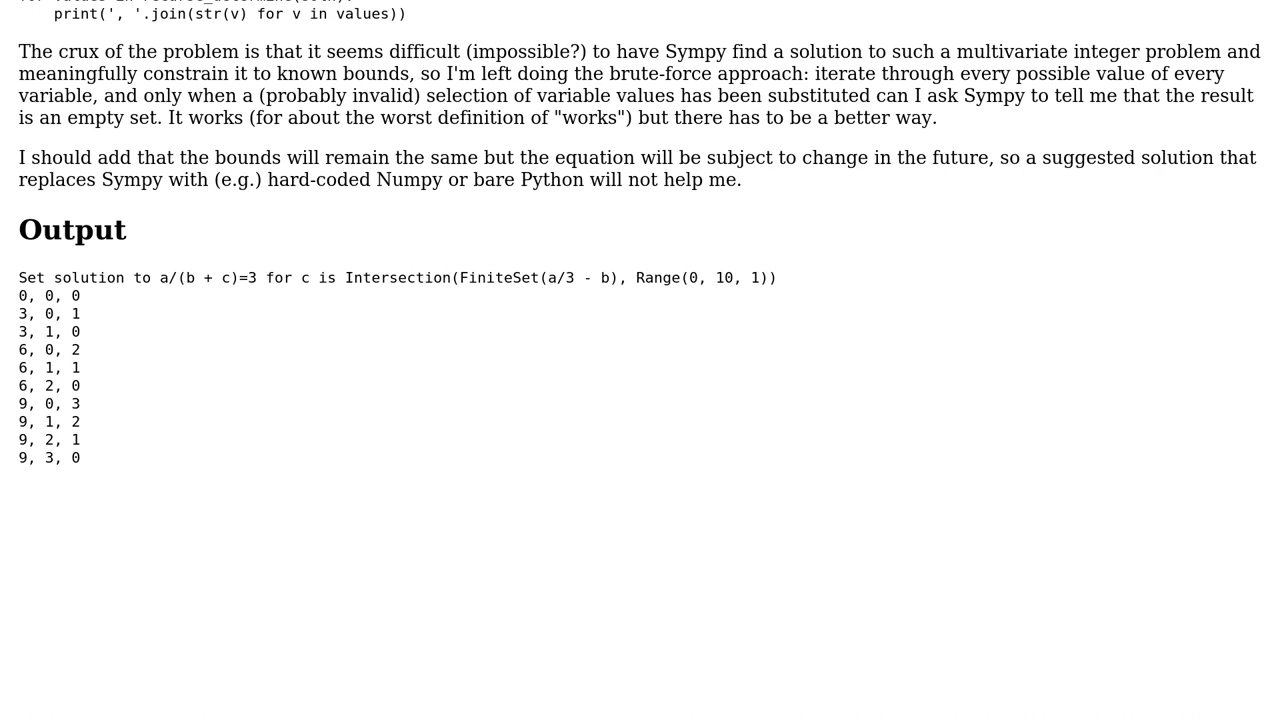 print(', '.join(str(v) for v in values))
The crux of the problem is that it seems difficult (impossible?) to have Sympy find a solution to such a multivariate integer problem and
meaningfully constrain it to known bounds, so I'm left doing the brute-force approach: iterate through every possible value of every
variable, and only when a (probably invalid) selection of variable values has been substituted can I ask Sympy to tell me that the result
is an empty set. It works (for about the worst definition of "works") but there has to be a better way.
I should add that the bounds will remain the same but the equation will be subject to change in the future, so a suggested solution that
replaces Sympy with (e.g.) hard-coded Numpy or bare Python will not help me.
Output
Set solution to a/(b + c)=3 for c is Intersection(FiniteSet(a/3 - b), Range(0, 10, 1))
0, 0, 0
3, 0, 1
3, 1, 0
6, 0, 2
6, 1, 1
6, 2, 0
9, 0, 3
9, 1, 2
9, 2, 1
9, 3, 0